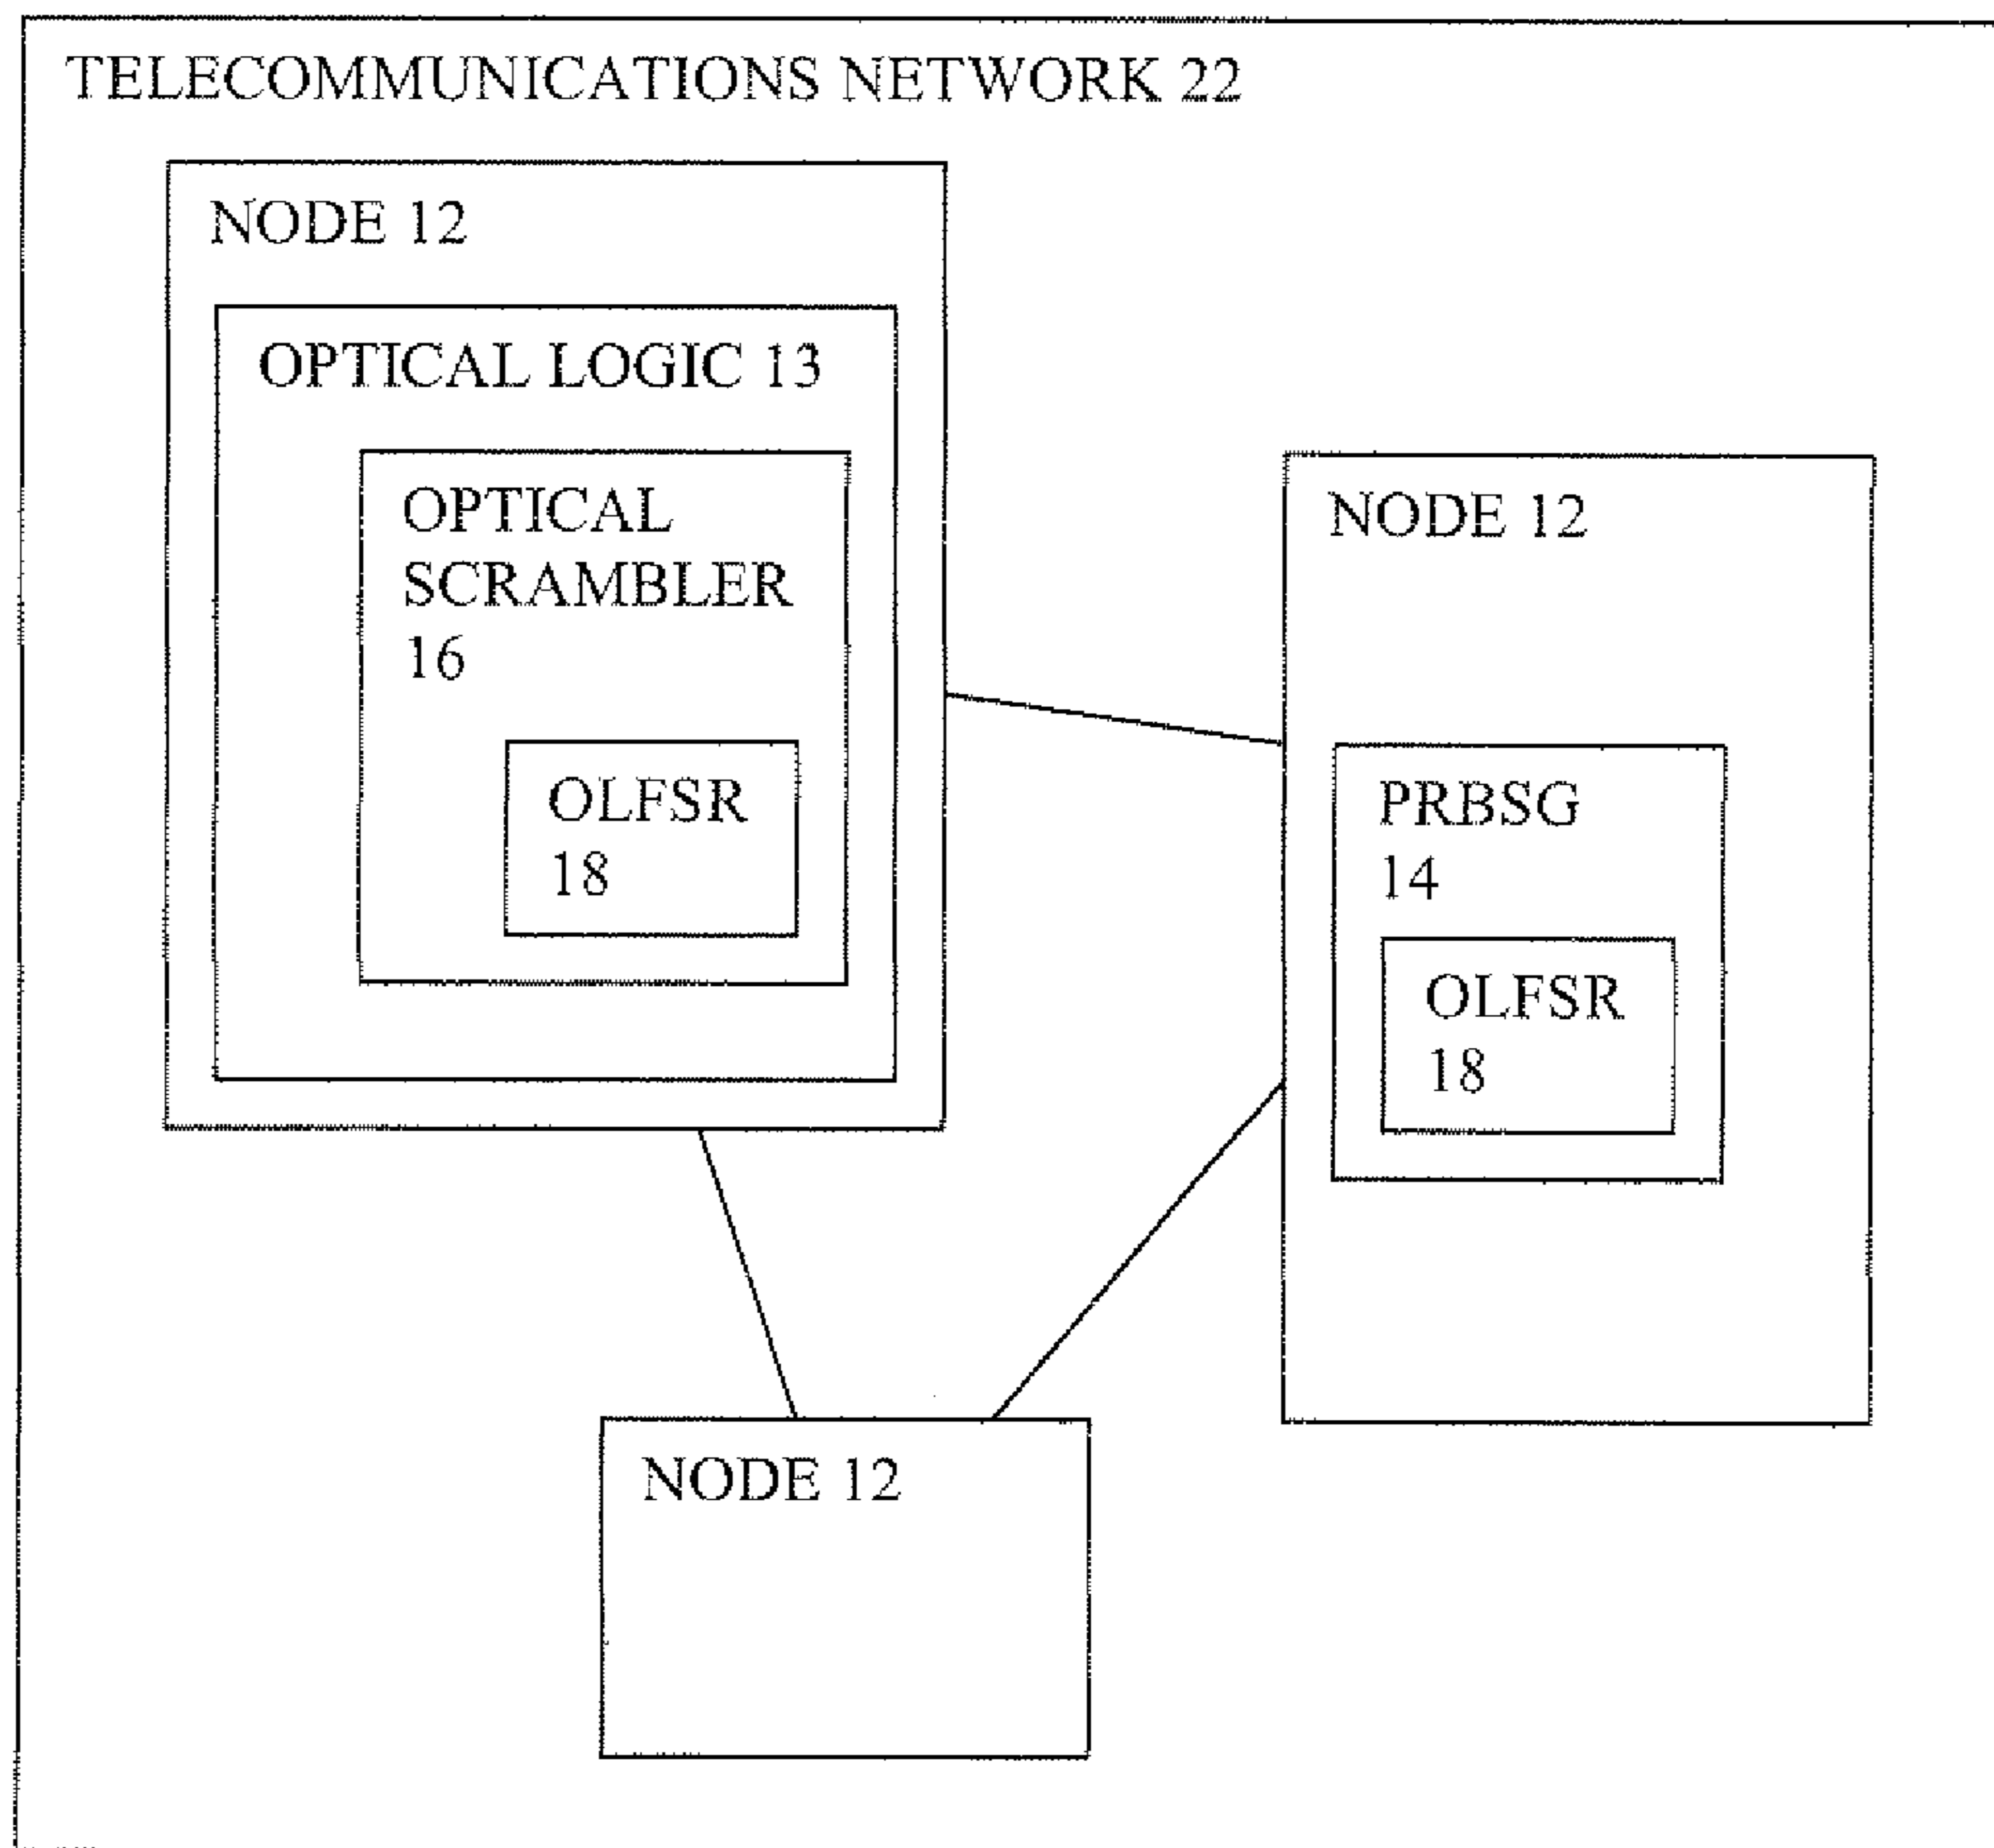 TELECOMMUNICATIONS NETWORK 22
NODE 12
OPTICAL LOGIC 13
OPTICAL
SCRAMBLER
16
OLFSR
18
NODE 12
PRBSG
14
OLFSR
18
NODE 12